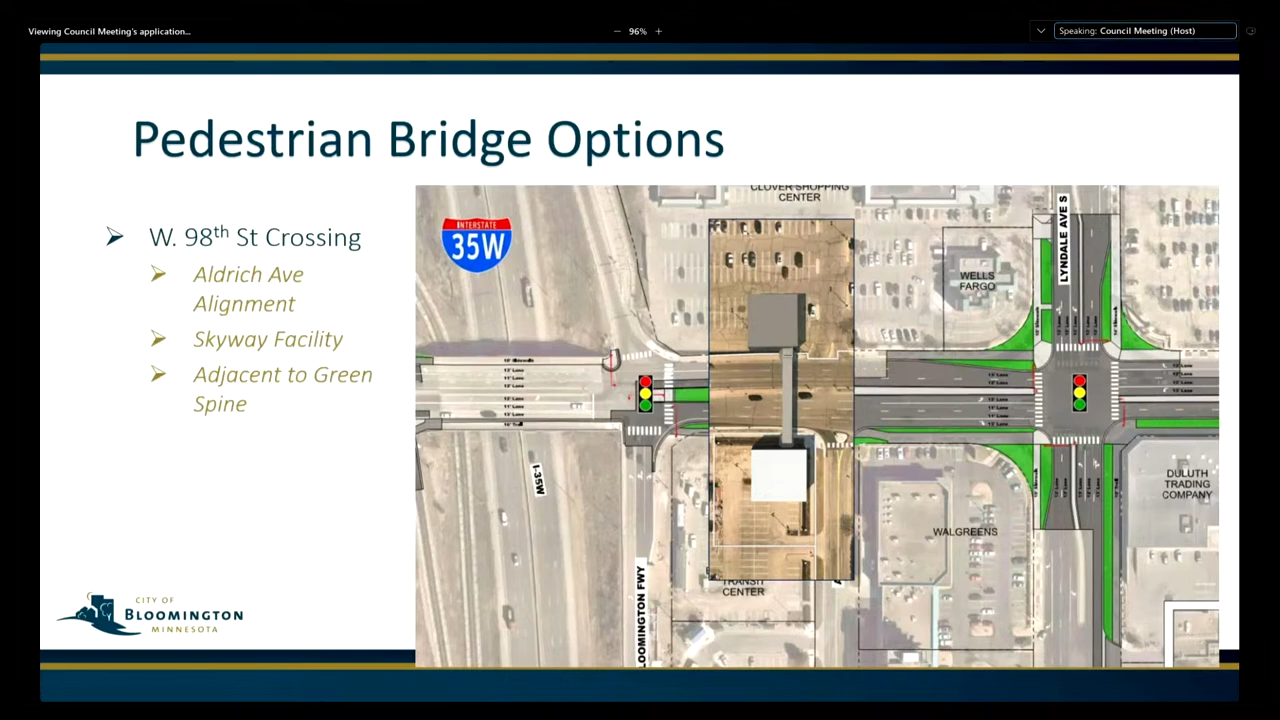 Viewing Council Meeting's application...
96%
Speaking: Council Meeting (Host)
Pedestrian Bridge Options
W. 98th St Crossing
Aldrich Ave
Alignment
Skyway Facility
Adjacent to Green
Spine
CITY OF
BLOOMINGTON
MINNESOTA
INTERSTATE
35W
CLOVER SHOPPING
CENTER
WELLS
FARGO
LYNDALE AVE S
I-35W
LOOMINGTON FWY
TRANSIT
CENTER
WALGREENS
DULUTH
TRADING
COMPANY